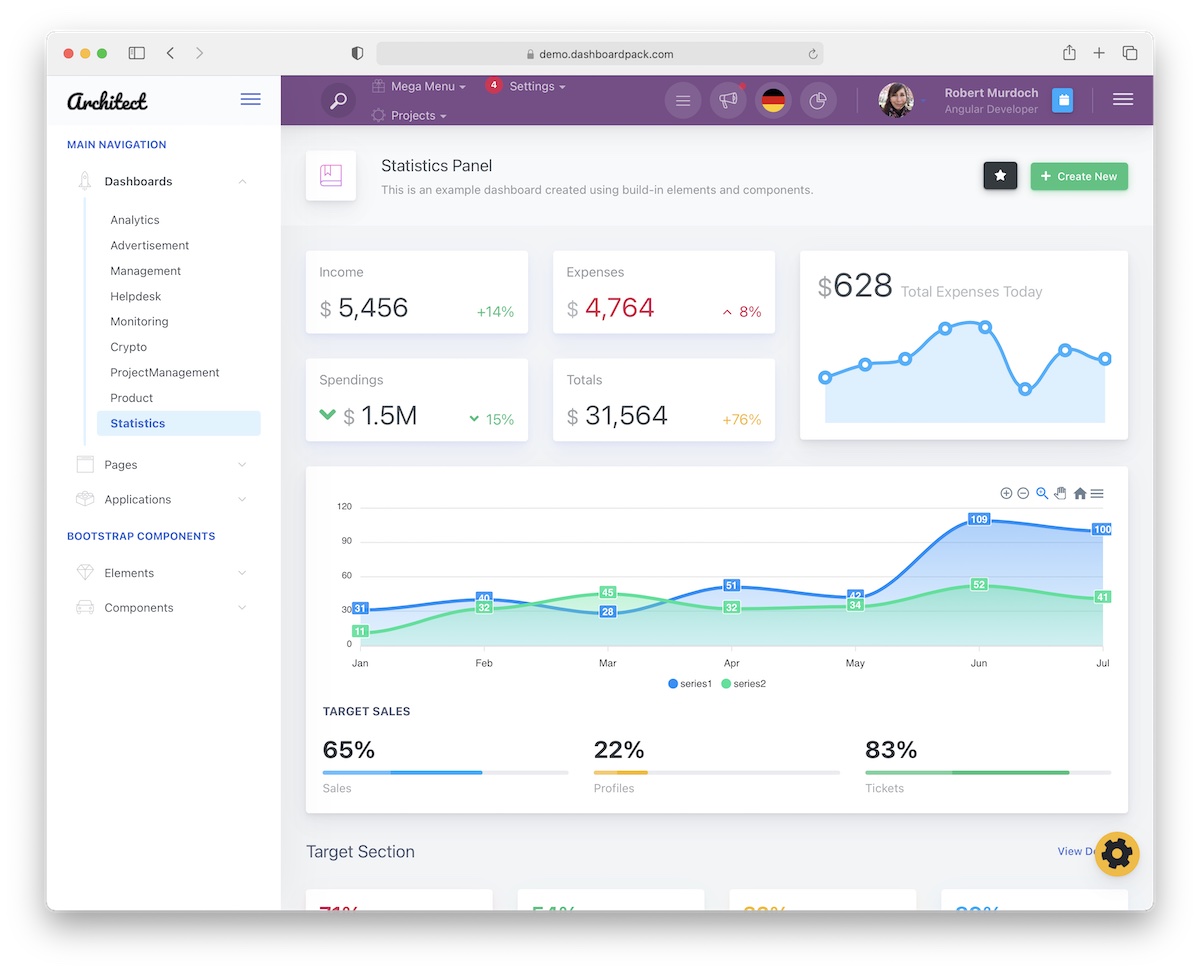 demo.dashboardpack.com
Architect
Mega Menu
4
Settings
Projects
Robert Murdoch
Angular Developer
MAIN NAVIGATION
Dashboards
Analytics
Advertisement
Management
Helpdesk
Monitoring
Crypto
ProjectManagement
Product
Statistics
Pages
Applications
BOOTSTRAP COMPONENTS
Elements
Components
Statistics Panel
This is an example dashboard created using build-in elements and components.
+ Create New
Income
$ 5,456
+14%
Expenses
$ 4,764
8%
$628 Total Expenses Today
Spendings
$ 1.5M
15%
Totals
$ 31,564
+76%
120
90
60
30
0
31
40
28
51
42
109
100
11
32
45
32
34
52
41
Jan Feb Mar Apr May Jun Jul
series1 series2
TARGET SALES
65%
Sales
22%
Profiles
83%
Tickets
Target Section
View De
71%
54%